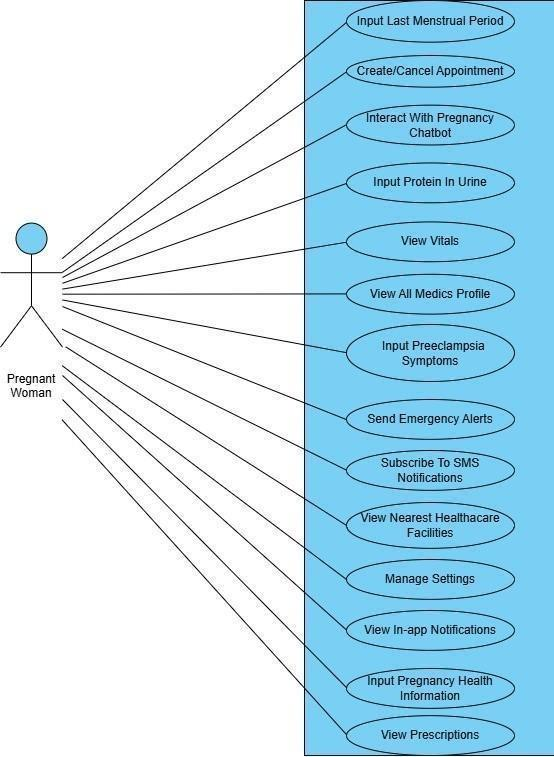 Input Last Menstrual Period
Create/Cancel Appointment
Interact With Pregnancy
Chatbot
Input Protein In Urine
View Vitals
View All Medics Profile
Input Preeclampsia
Symptoms
Pregnant
Woman
Send Emergency Alerts
Subscribe To SMS
Notifications
View Nearest Healthacare
Facilities
Manage Settings
View In-app Notifications
Input Pregnancy Health
Information
View Prescriptions